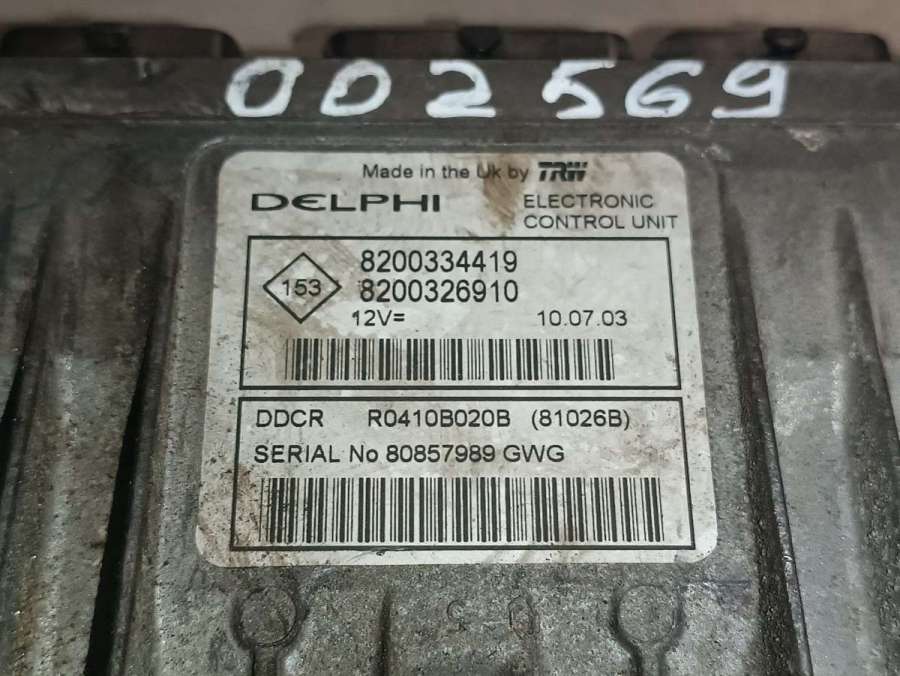 002569
Made in the Uk by TRW
DELPHI ELECTRONIC
CONTROL UNIT
153
8200334419
8200326910
12V= 10.07.03
DDCR R0410B020B (81026B)
SERIAL No 80857989 GWG